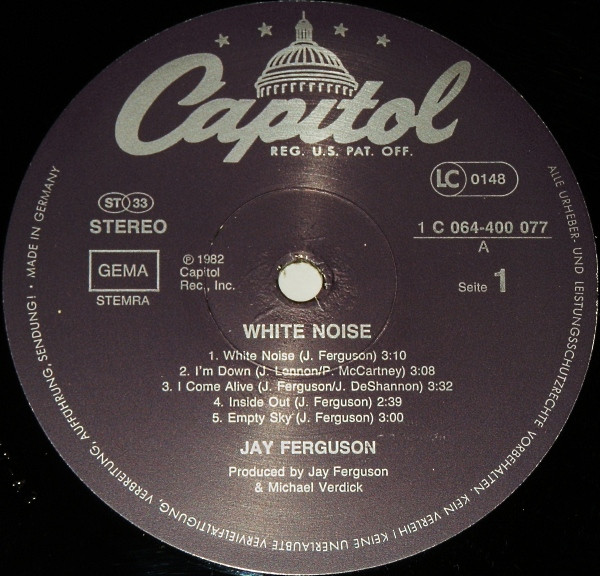 Capitol
REG. U.S. PAT. OFF.
LC 0148
ST 33
STEREO
GEMA
STEMRA
℗ 1982
Capitol
Rec., Inc.
1 C 064-400 077
A
Seite 1
WHITE NOISE
1. White Noise (J. Ferguson) 3:10
2. I'm Down (J. Lennon/P. McCartney) 3:08
3. I Come Alive (J. Ferguson/J. DeShannon) 3:32
4. Inside Out (J. Ferguson) 2:39
5. Empty Sky (J. Ferguson) 3:00
JAY FERGUSON
Produced by Jay Ferguson
& Michael Verdick
ALLE URHEBER- UND LEISTUNGSSCHUTZRECHTE VORBEHALTEN. KEIN VERLEIH! KEINE UNERLAUBTE VERVIELFÄLTIGUNG, VERBREITUNG, AUFFÜHRUNG, SENDUNG! • MADE IN GERMANY